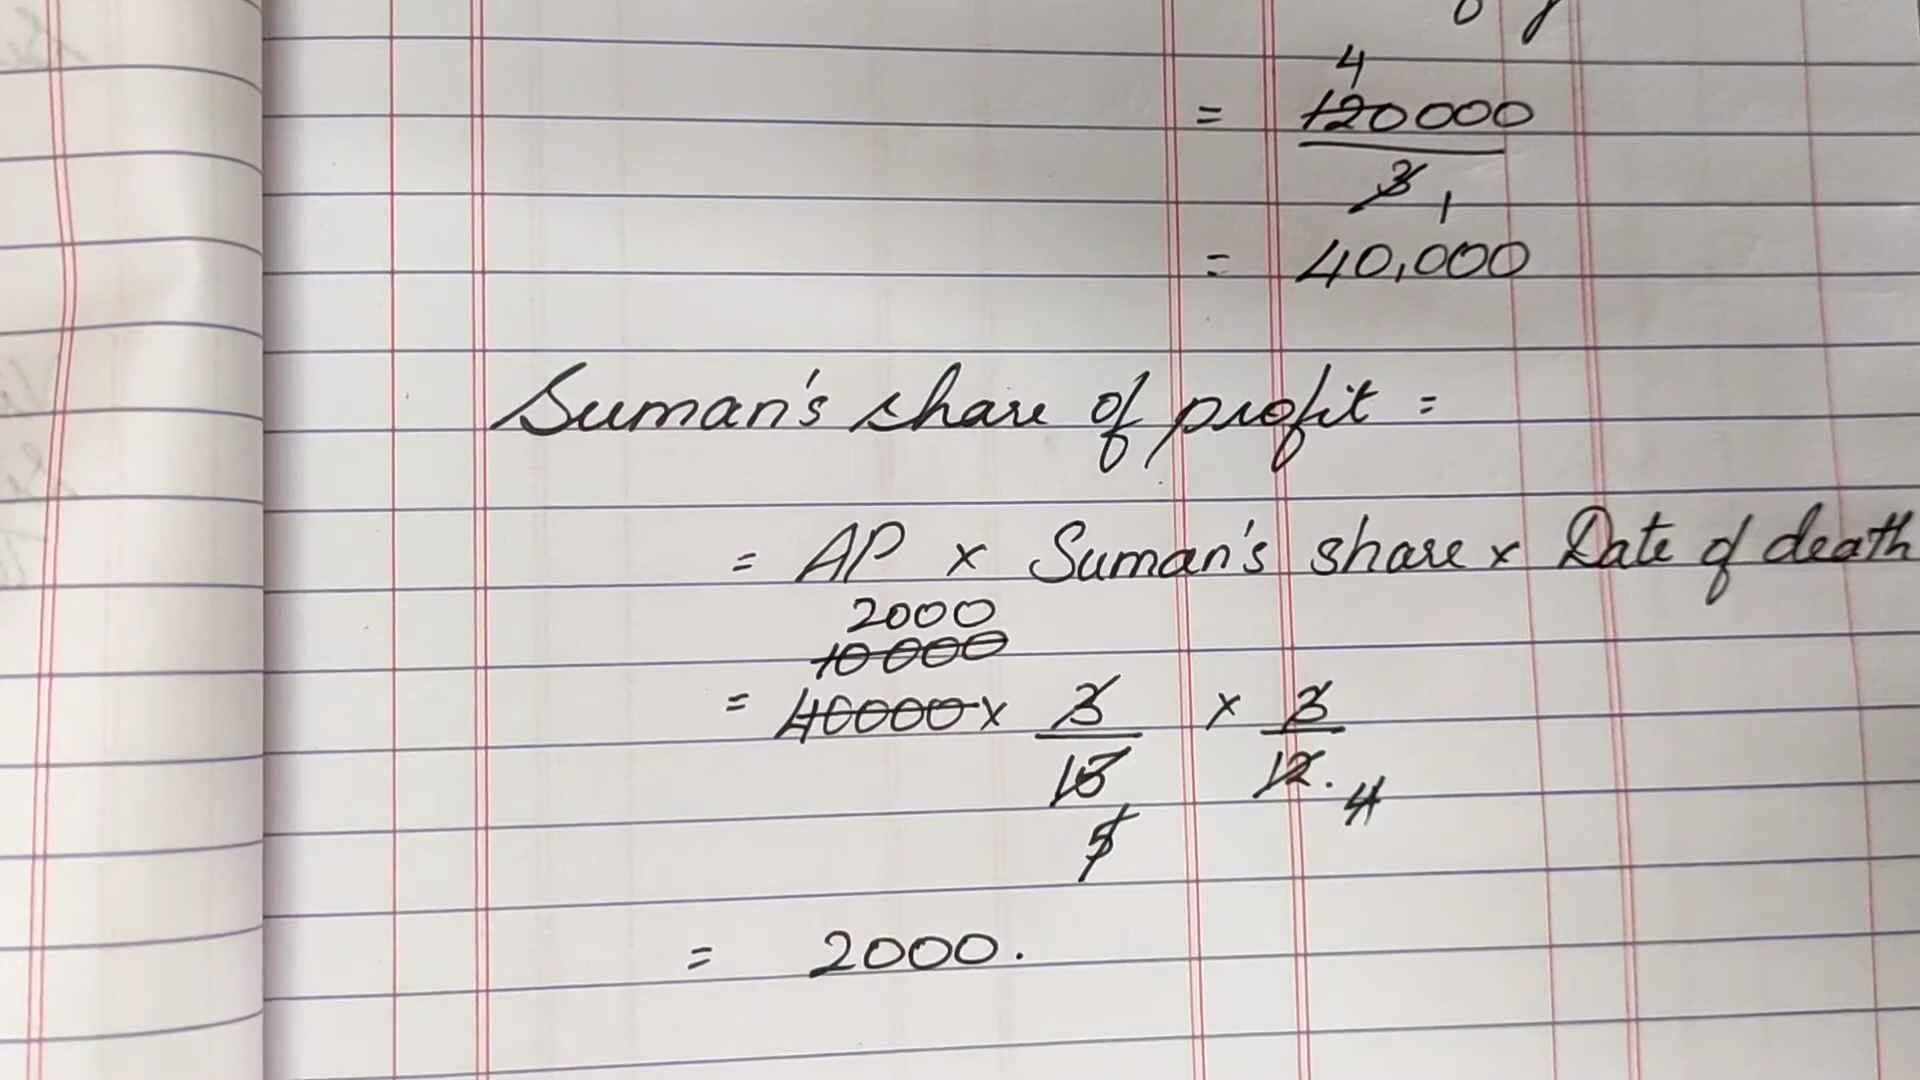 4
= 120000
3 1
= 40,000
Suman's share of profit =
= AP x Suman's share x Date of death
2000
10000
= 40000 x 3 x 3
15 12. 4
5
= 2000.